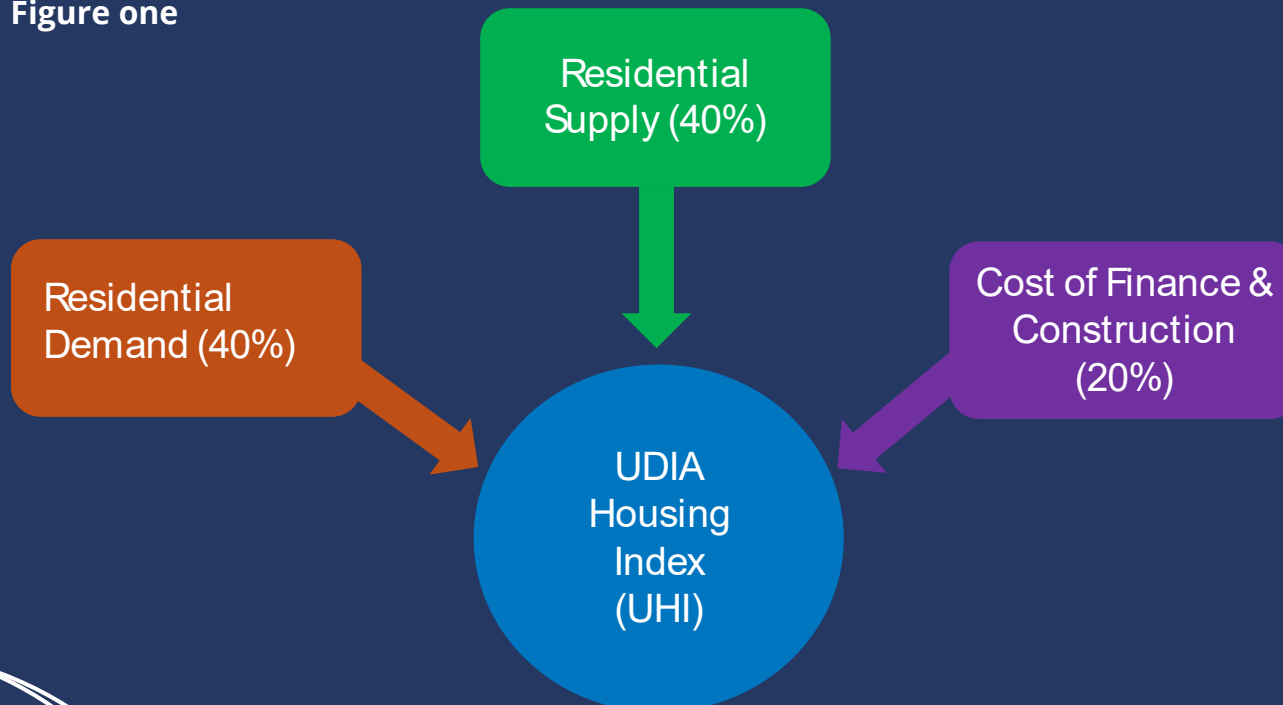 Figure one
Residential
Supply (40%)
Residential
Demand (40%)
Cost of Finance &
Construction
(20%)
UDIA
Housing
Index
(UHI)